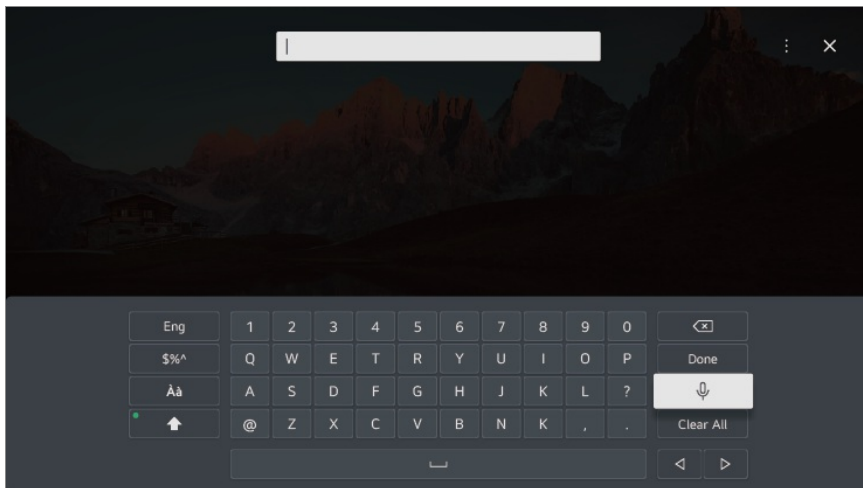 Eng 1 2 3 4 5 6 7 8 9 0
$%^ Q W E T R Y U I O P Done
Àà A S D F G H J K L ?
@ Z X C V B N K , . Clear All